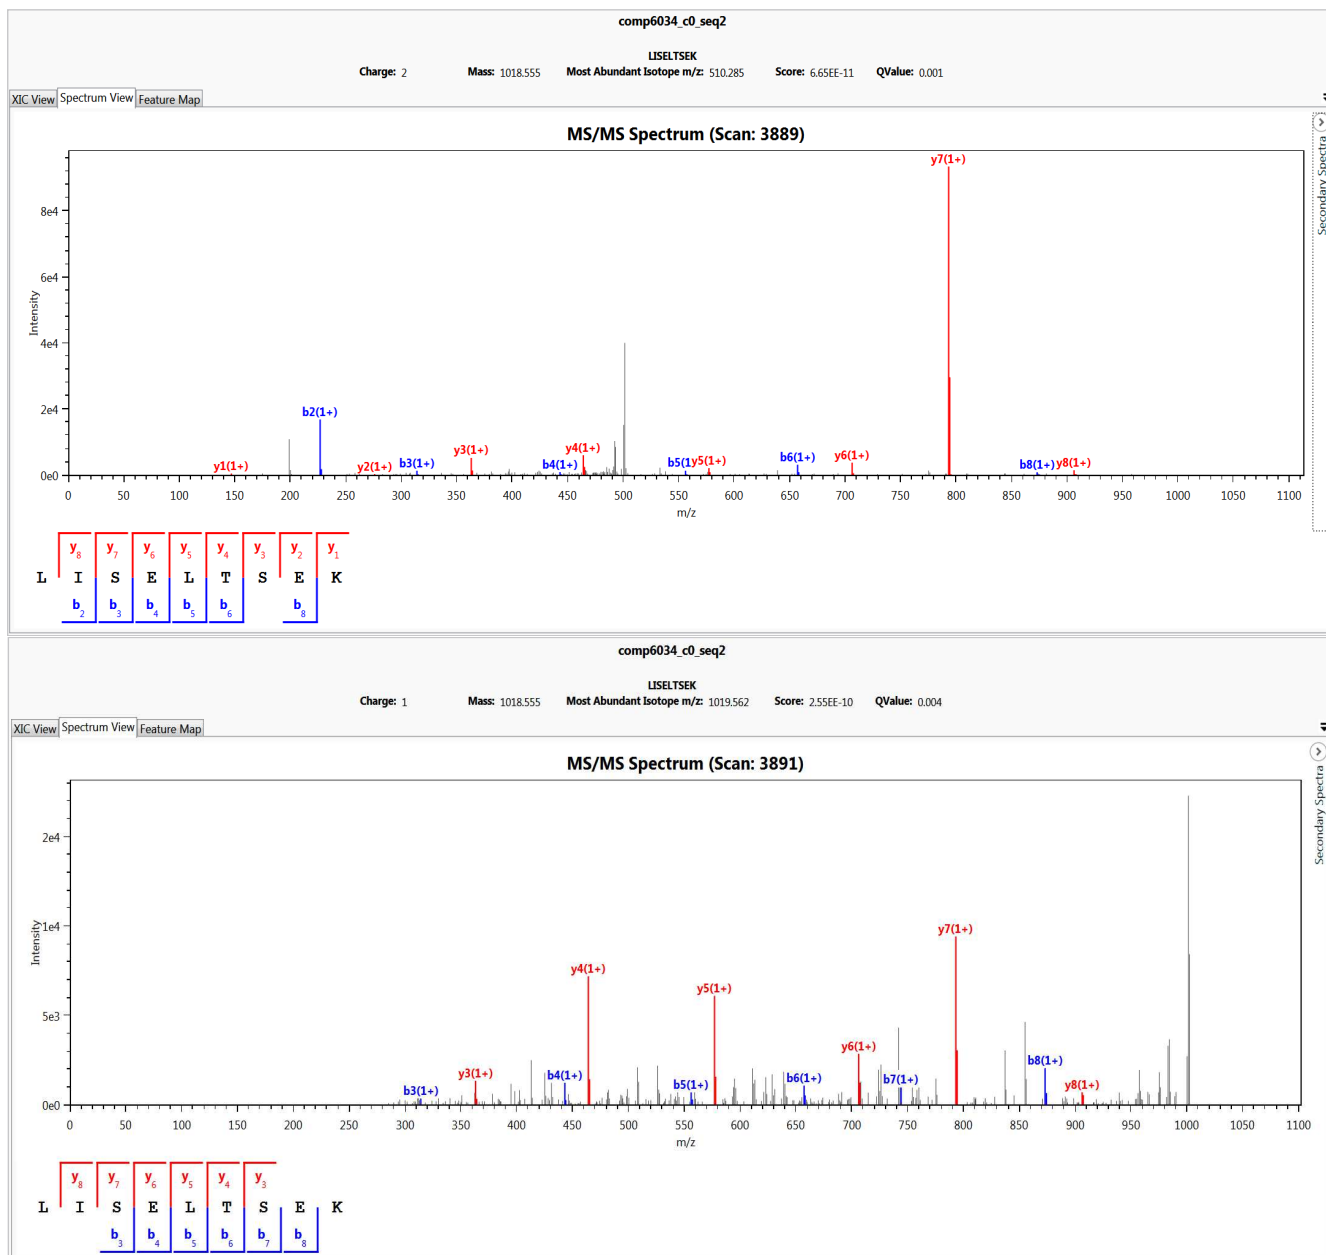 comp6034_c0_seq2
LISELTSEK
Charge: 2 Mass: 1018.555 Most Abundant Isotope m/z: 510.285 Score: 6.65EE-11 QValue: 0.001
XIC View Spectrum View Feature Map
Secondary Spectra
MS/MS Spectrum (Scan: 3889)
y7(1+)
8e4
6e4
Intensity
4e4
2e4
b2(1+)
y1(1+) y2(1+) b3(1+) y3(1+) b4(1+) y4(1+) b5(1 y5(1+) b6(1+) y6(1+) b8(1+) y8(1+)
0e0
0 50 100 150 200 250 300 350 400 450 500 550 600 650 700 750 800 850 900 950 1000 1050 1100
m/z
y8 y7 y6 y5 y4 y3 y2 y1
L I S E L T S E K
b2 b3 b4 b5 b6 b8
comp6034_c0_seq2
LISELTSEK
Charge: 1 Mass: 1018.555 Most Abundant Isotope m/z: 1019.562 Score: 2.55EE-10 QValue: 0.004
XIC View Spectrum View Feature Map
Secondary Spectra
MS/MS Spectrum (Scan: 3891)
2e4
1e4
Intensity
5e3
0e0
b3(1+) y3(1+) b4(1+) y4(1+) b5(1+) y5(1+) b6(1+) y6(1+) b7(1+) y7(1+) b8(1+) y8(1+)
0 50 100 150 200 250 300 350 400 450 500 550 600 650 700 750 800 850 900 950 1000 1050 1100
m/z
y8 y7 y6 y5 y4 y3
L I S E L T S E K
b3 b4 b5 b6 b7 b8